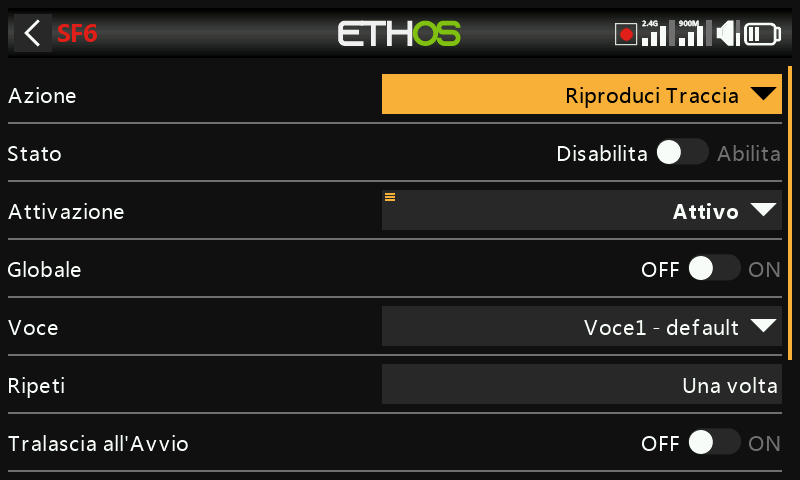 SF6
ETHOS
2.4G
900M
Azione
Riproduci Traccia
Stato
Disabilita
Abilita
Attivazione
Attivo
Globale
OFF
ON
Voce
Voce1 - default
Ripeti
Una volta
Tralascia all'Avvio
OFF
ON